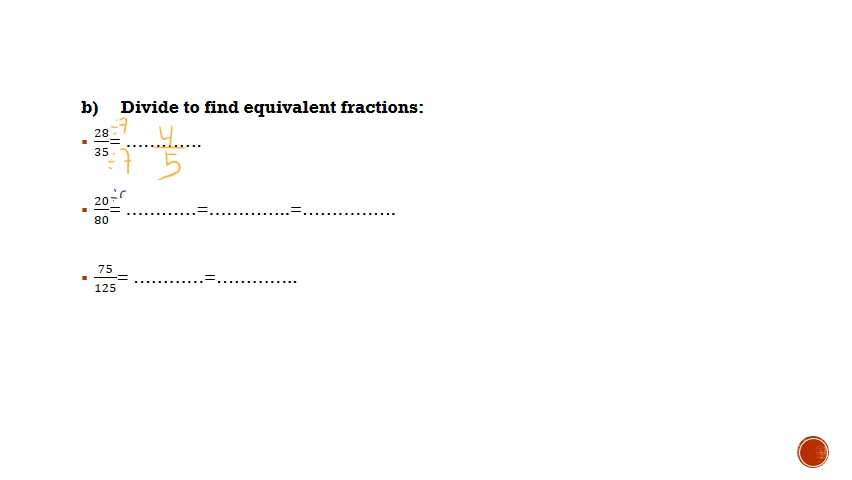 b) Divide to find equivalent fractions:
▪ 28/35 ÷7 ÷7 = ………….. 4/5
▪ 20/80 ÷ = …………=…………..=…………….
▪ 75/125 = …………=…………..